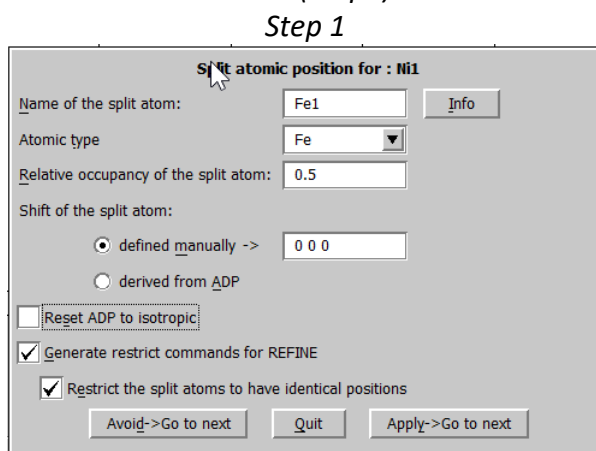 Step 1
Split atomic position for : Ni1
Name of the split atom: Fe1 Info
Atomic type Fe
Relative occupancy of the split atom: 0.5
Shift of the split atom:
defined manually -> 0 0 0
derived from ADP
Reset ADP to isotropic
Generate restrict commands for REFINE
Restrict the split atoms to have identical positions
Avoid->Go to next Quit Apply->Go to next